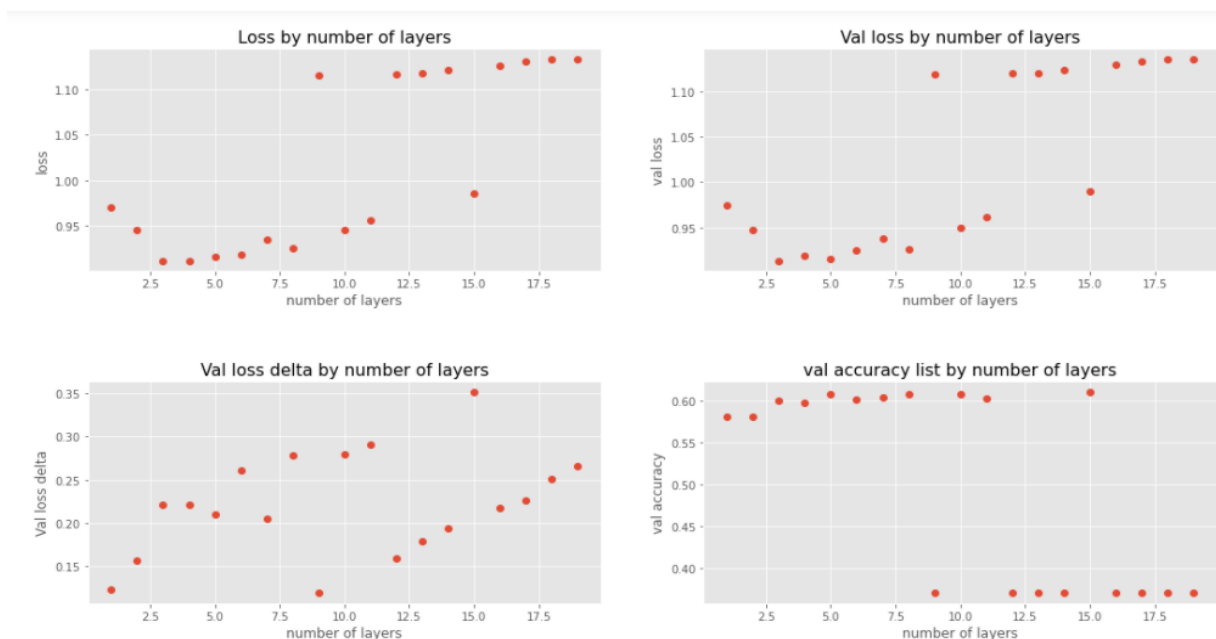 Loss by number of layers
1.10
1.05
1.00
0.95
loss
2.5 5.0 7.5 10.0 12.5 15.0 17.5
number of layers
Val loss by number of layers
1.10
1.05
1.00
0.95
val loss
2.5 5.0 7.5 10.0 12.5 15.0 17.5
number of layers
Val loss delta by number of layers
0.35
0.30
0.25
0.20
0.15
Val loss delta
2.5 5.0 7.5 10.0 12.5 15.0 17.5
number of layers
val accuracy list by number of layers
0.60
0.55
0.50
0.45
0.40
val accuracy
2.5 5.0 7.5 10.0 12.5 15.0 17.5
number of layers